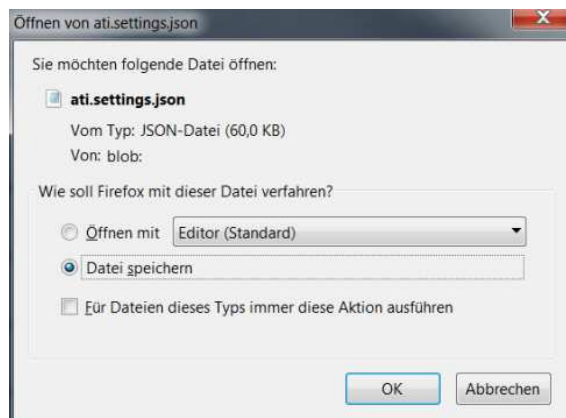 Öffnen von ati.settings.json
Sie möchten folgende Datei öffnen:
ati.settings.json
Vom Typ: JSON-Datei (60,0 KB)
Von: blob:
Wie soll Firefox mit dieser Datei verfahren?
Öffnen mit Editor (Standard)
Datei speichern
Für Dateien dieses Typs immer diese Aktion ausführen
OK Abbrechen